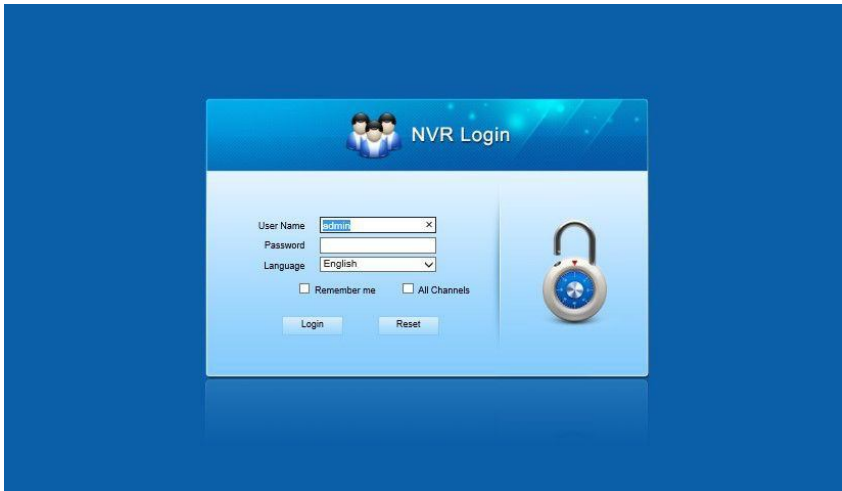 NVR Login
User Name admin ×
Password
Language English
Remember me All Channels
Login Reset